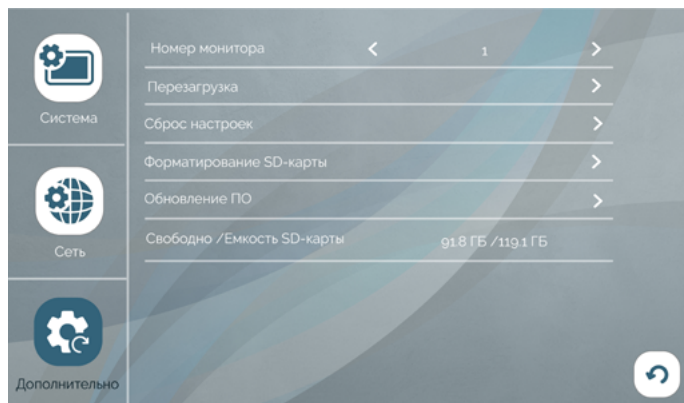 Система
Сеть
Дополнительно
Номер монитора 1
Перезагрузка
Сброс настроек
Форматирование SD-карты
Обновление ПО
Свободно /Емкость SD-карты 91.8 ГБ /119.1 ГБ